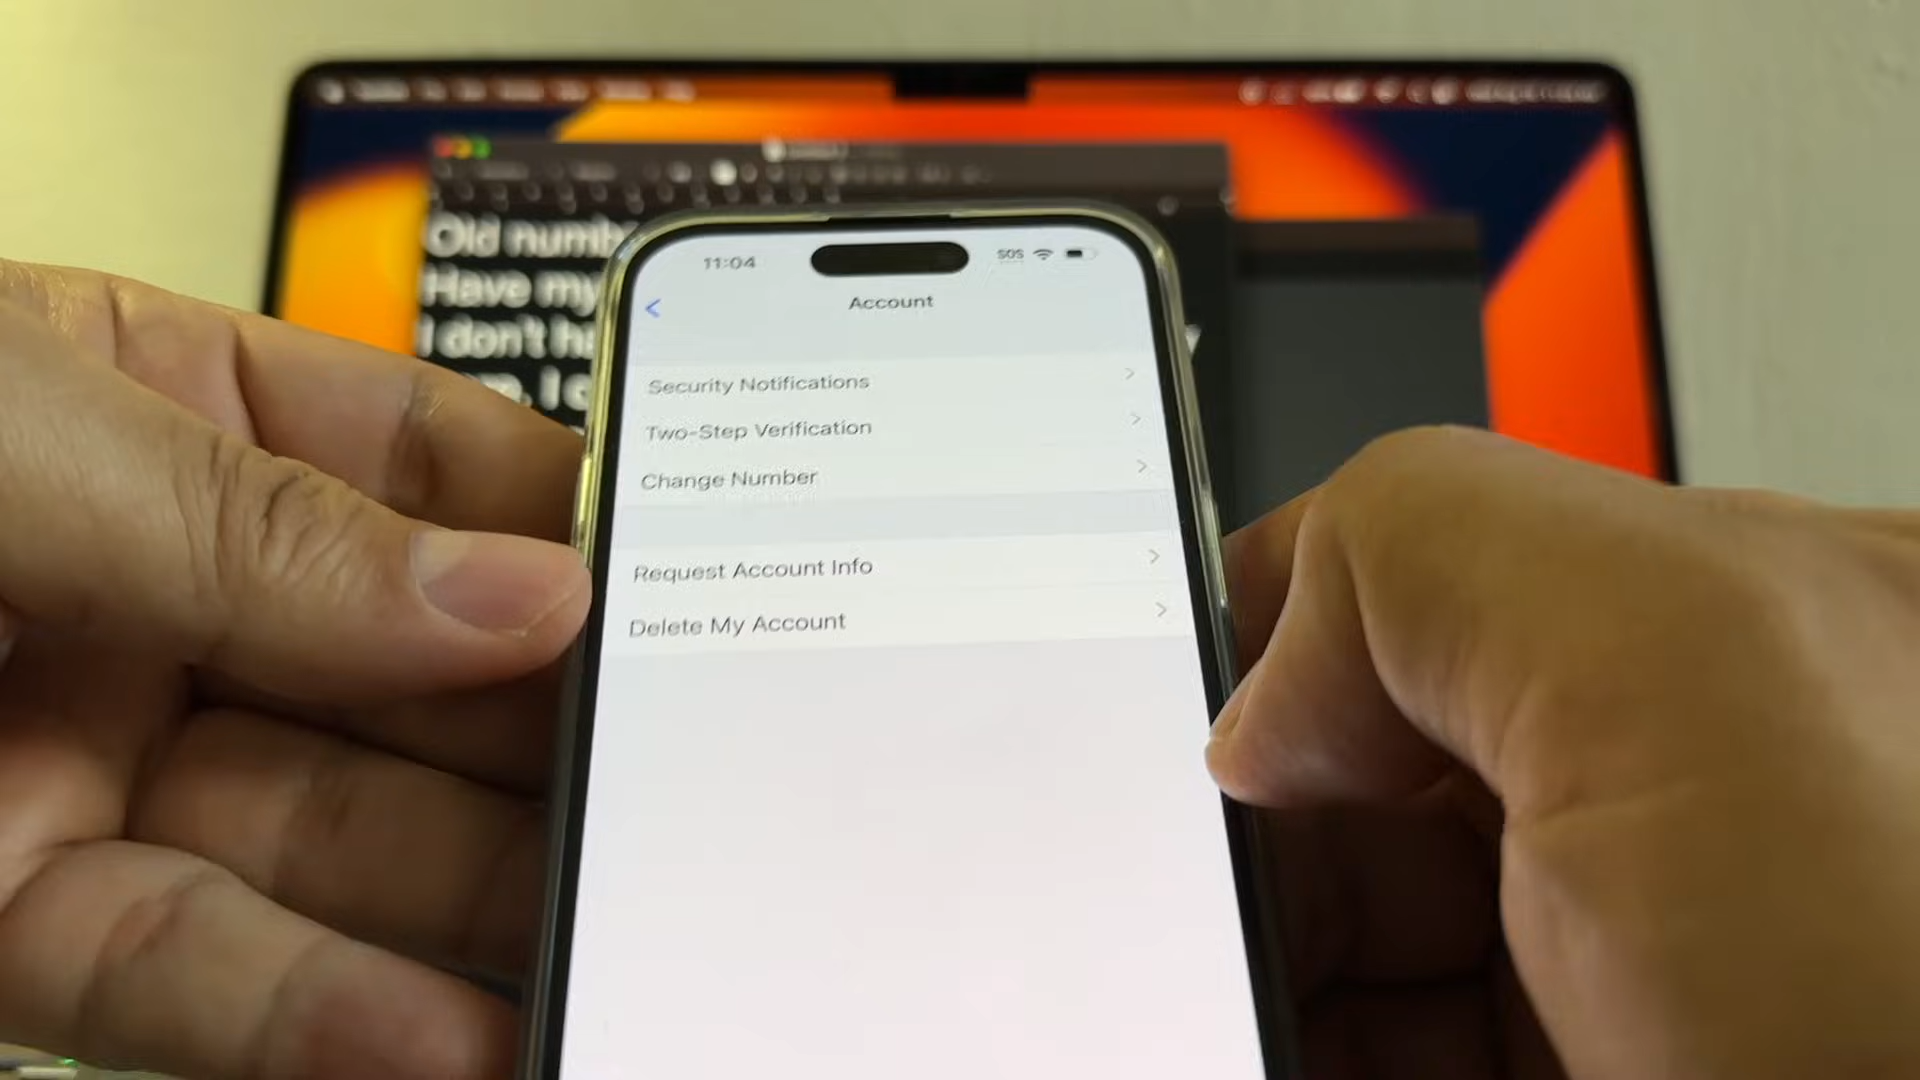 Old numb
Have my
I don't ha
I c
11:04
SOS
Account
Security Notifications
Two-Step Verification
Change Number
Request Account Info
Delete My Account